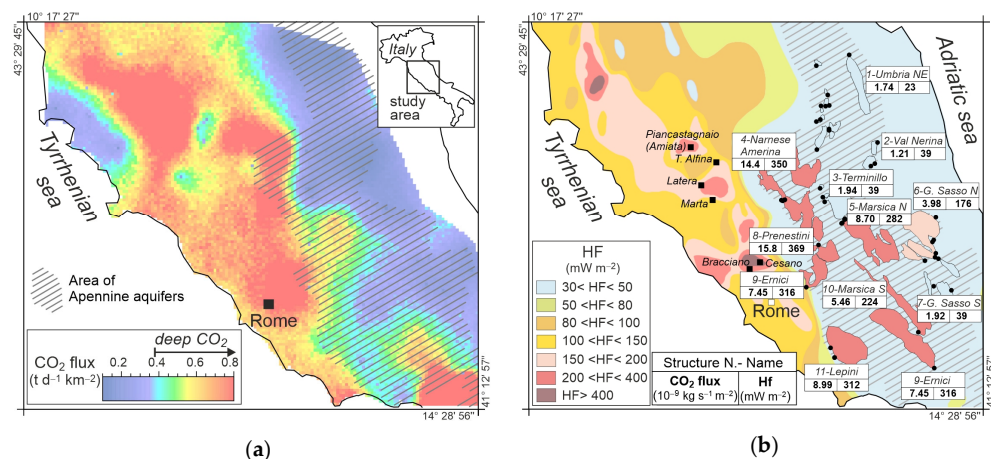 10 17' 27"
43 29' 45"
Italy
study
area
Tyrrhenian
sea
Area of
Apennine aquifers
Rome
deep CO2
CO2 flux
(t d–1 km–2)
0.2 0.4 0.6 0.8
41 12' 57"
14 28' 56"
(a)
10 17' 27"
43 29' 45"
Adriatic sea
Tyrrhenian
sea
1-Umbria NE
1.74 23
2-Val Nerina
1.21 39
Piancastagnaio
(Amiata)
T. Alfina
Latera
Marta
4-Narnese
Amerina
14.4 350
3-Terminillo
1.94 39
6-G. Sasso N
3.98 176
5-Marsica N
8.70 282
8-Prenestini
15.8 369
Bracciano
Cesano
9-Ernici
7.45 316
Rome
10-Marsica S
5.46 224
7-G. Sasso S
1.92 39
11-Lepini
8.99 312
9-Ernici
7.45 316
HF
(mW m–2)
30< HF< 50
50 <HF< 80
80 <HF< 100
100 <HF< 150
150 <HF< 200
200 <HF< 400
HF> 400
Structure N.- Name
CO2 flux Hf
(10–9 kg s–1 m–2) (mW m–2)
41 12' 57"
14 28' 56"
(b)